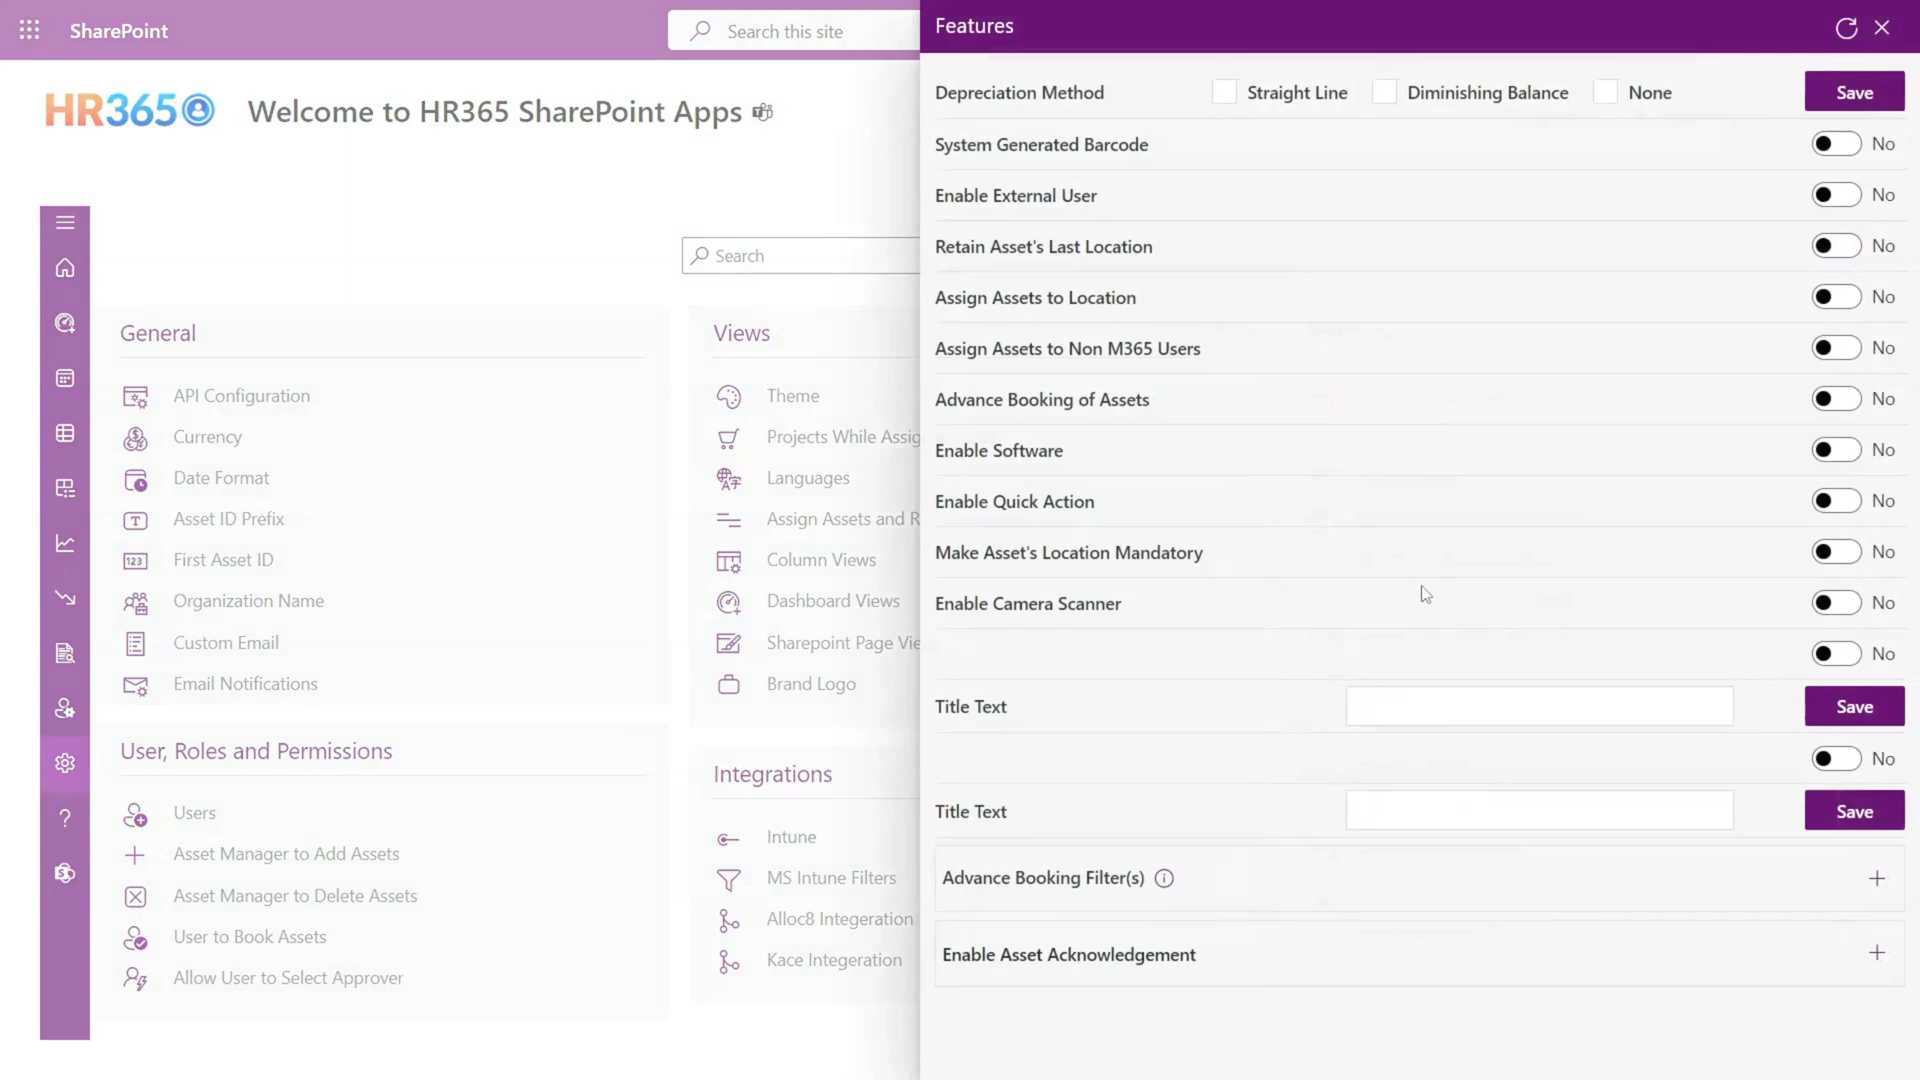 SharePoint
Search this site
HR365
Welcome to HR365 SharePoint Apps
Search
General
API Configuration
Currency
Date Format
Asset ID Prefix
First Asset ID
Organization Name
Custom Email
Email Notifications
User, Roles and Permissions
Users
Asset Manager to Add Assets
Asset Manager to Delete Assets
User to Book Assets
Allow User to Select Approver
Views
Theme
Projects While Assig
Languages
Assign Assets and R
Column Views
Dashboard Views
Sharepoint Page Vie
Brand Logo
Integrations
Intune
MS Intune Filters
Alloc8 Integeration
Kace Integeration
Features
Depreciation Method Straight Line Diminishing Balance None Save
System Generated Barcode No
Enable External User No
Retain Asset's Last Location No
Assign Assets to Location No
Assign Assets to Non M365 Users No
Advance Booking of Assets No
Enable Software No
Enable Quick Action No
Make Asset's Location Mandatory No
Enable Camera Scanner No
No
Title Text Save
No
Title Text Save
Advance Booking Filter(s)
Enable Asset Acknowledgement